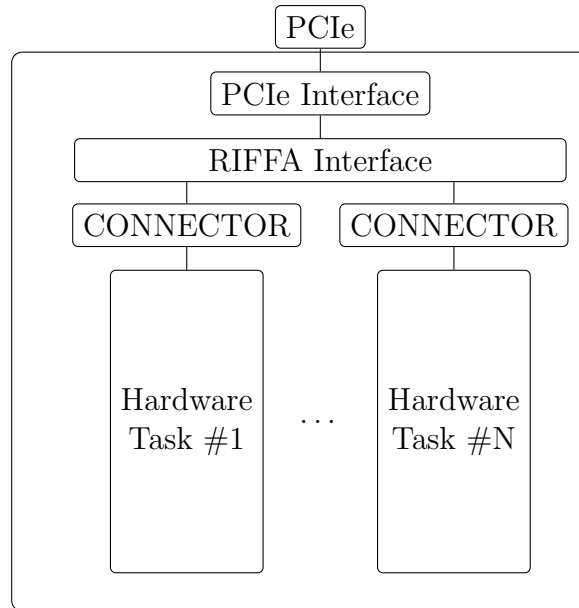 PCIe
PCIe Interface
RIFFA Interface
CONNECTOR
CONNECTOR
Hardware
Task #1
. . .
Hardware
Task #N